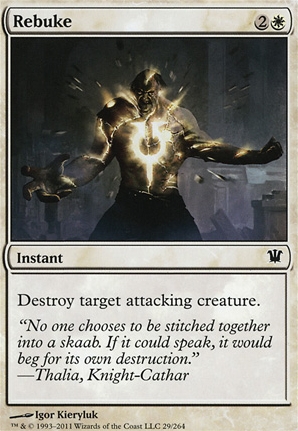 Rebuke 2
Instant
Destroy target attacking creature.
“No one chooses to be stitched together
into a skaab. If it could speak, it would
beg for its own destruction.”
—Thalia, Knight-Cathar
Igor Kieryluk
™ & © 1993–2011 Wizards of the Coast LLC 29/264